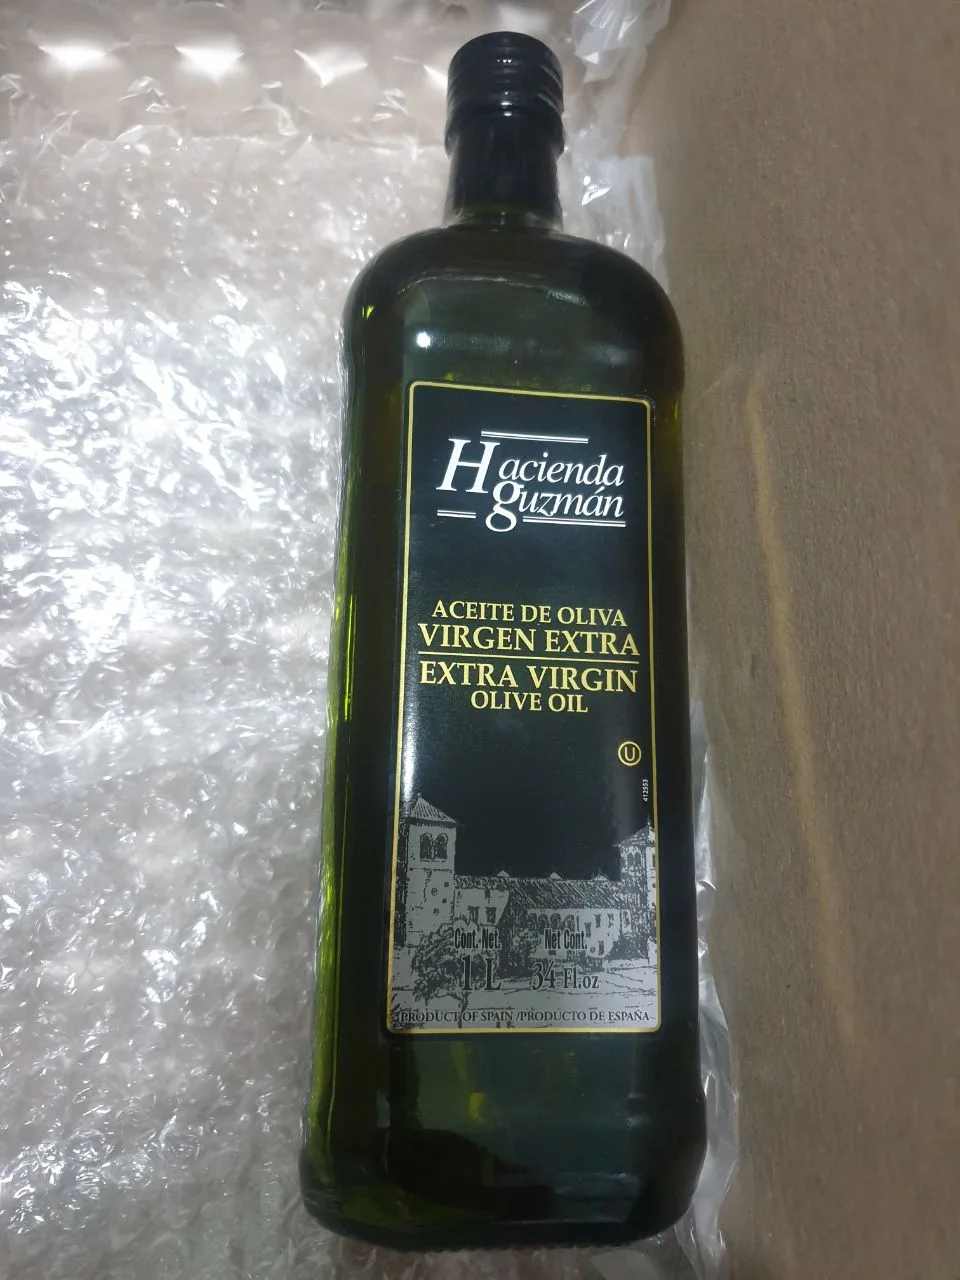 Hacienda
guzmán
ACEITE DE OLIVA
VIRGEN EXTRA
EXTRA VIRGIN
OLIVE OIL
U
412553
Cont. Net. Net Cont.
1 L 34 Fl.oz
PRODUCT OF SPAIN /PRODUCTO DE ESPAÑA